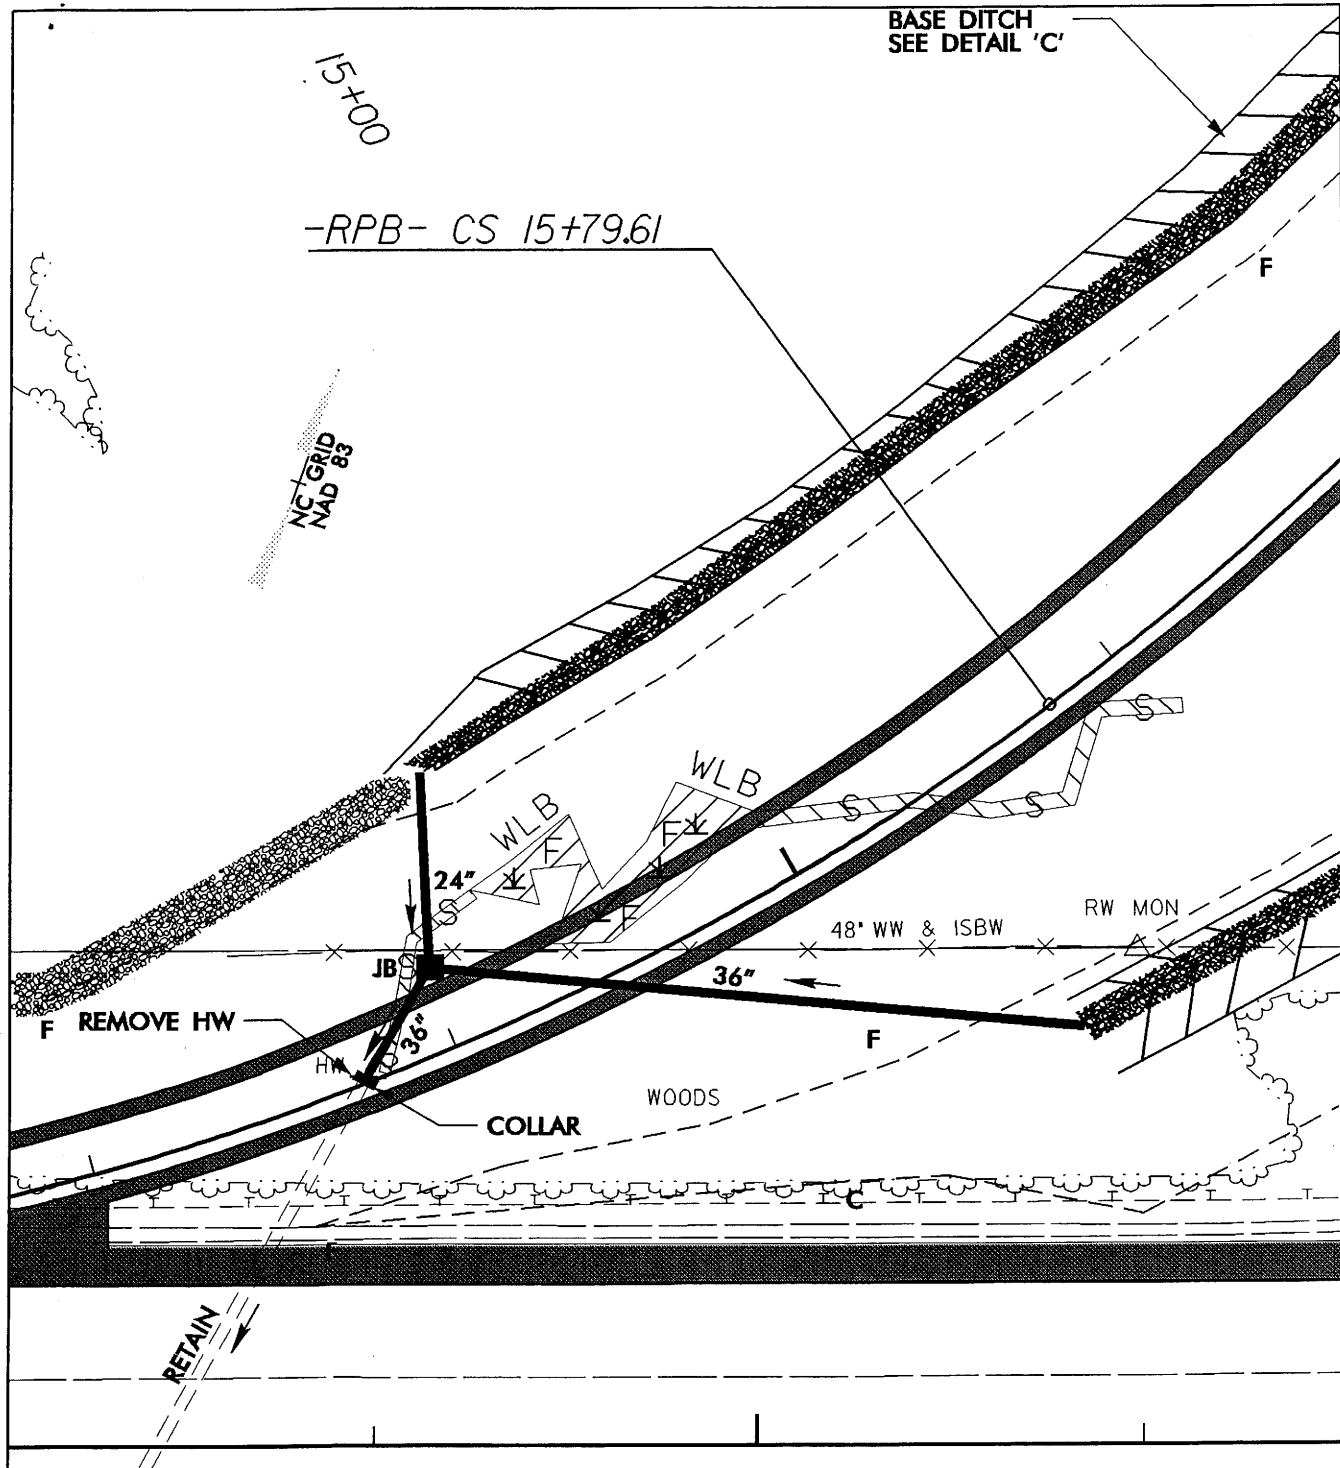 BASE DITCH
SEE DETAIL 'C'
15+00
-RPB- CS 15+79.61
F
NC GRID
NAD 83
WLB
WLB
S
S
S
F
F
F
24"
S
RW MON
48" WW & ISBW
JB
S
36"
F
REMOVE HW
36"
F
HW
WOODS
COLLAR
C
F
RETAIN